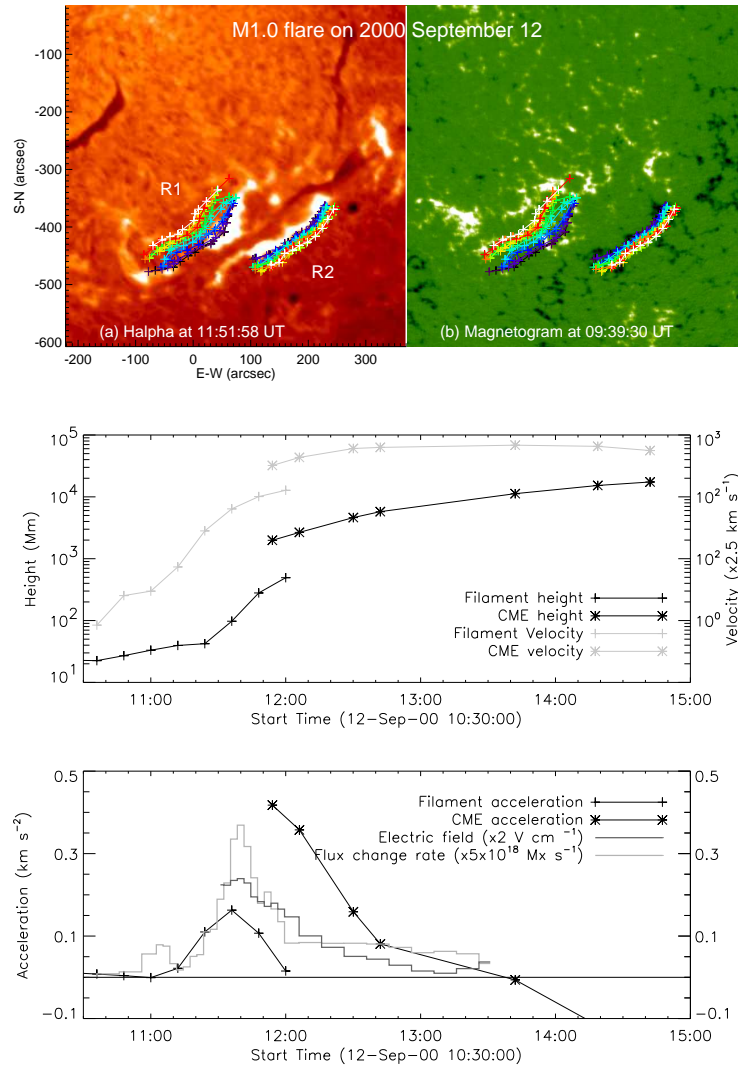 M1.0 flare on 2000 September 12
-100
-200
-300
-400
-500
-600
S-N (arcsec)
R1
R2
(a) Halpha at 11:51:58 UT
(b) Magnetogram at 09:39:30 UT
-200 -100 0 100 200 300
E-W (arcsec)
10^5
10^4
10^3
10^2
10^1
Height (Mm)
10^3
10^2
10^0
Velocity (x2.5 km s^-1)
Filament height
CME height
Filament Velocity
CME velocity
11:00 12:00 13:00 14:00 15:00
Start Time (12-Sep-00 10:30:00)
0.5
0.3
0.1
-0.1
Acceleration (km s^-2)
0.5
0.3
0.1
-0.1
Filament acceleration
CME acceleration
Electric field (x2 V cm^-1)
Flux change rate (x5x10^18 Mx s^-1)
11:00 12:00 13:00 14:00 15:00
Start Time (12-Sep-00 10:30:00)